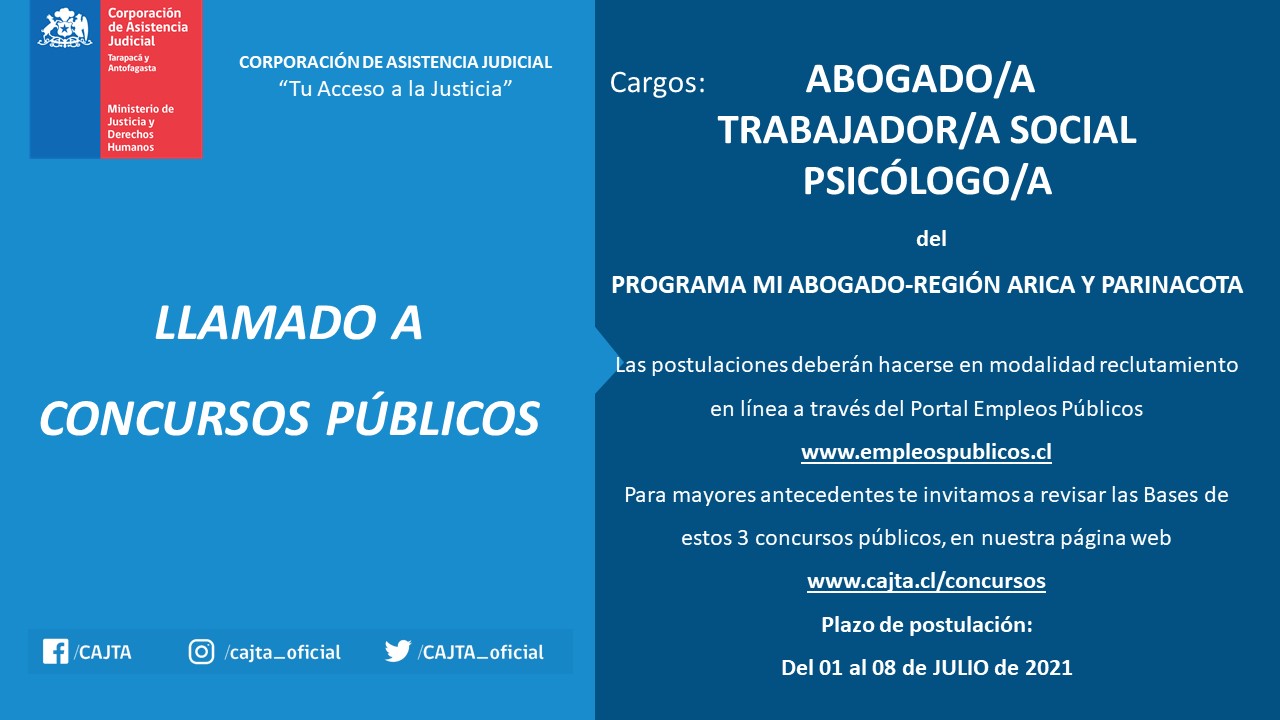 Corporación
de Asistencia
Judicial
Tarapacá y
Antofagasta
Ministerio de
Justicia y
Derechos
Humanos
CORPORACIÓN DE ASISTENCIA JUDICIAL
“Tu Acceso a la Justicia”
LLAMADO A
CONCURSOS PÚBLICOS
/CAJTA
/cajta_oficial
/CAJTA_oficial
Cargos: ABOGADO/A
TRABAJADOR/A SOCIAL
PSICÓLOGO/A
del
PROGRAMA MI ABOGADO-REGIÓN ARICA Y PARINACOTA
Las postulaciones deberán hacerse en modalidad reclutamiento
en línea a través del Portal Empleos Públicos
www.empleospublicos.cl
Para mayores antecedentes te invitamos a revisar las Bases de
estos 3 concursos públicos, en nuestra página web
www.cajta.cl/concursos
Plazo de postulación:
Del 01 al 08 de JULIO de 2021